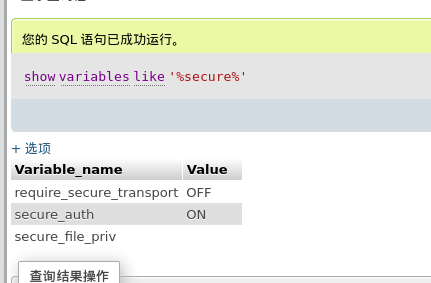 您的 SQL 语句已成功运行。
show variables like '%secure%'
+ 选项
Variable_name Value
require_secure_transport OFF
secure_auth ON
secure_file_priv
查询结果操作